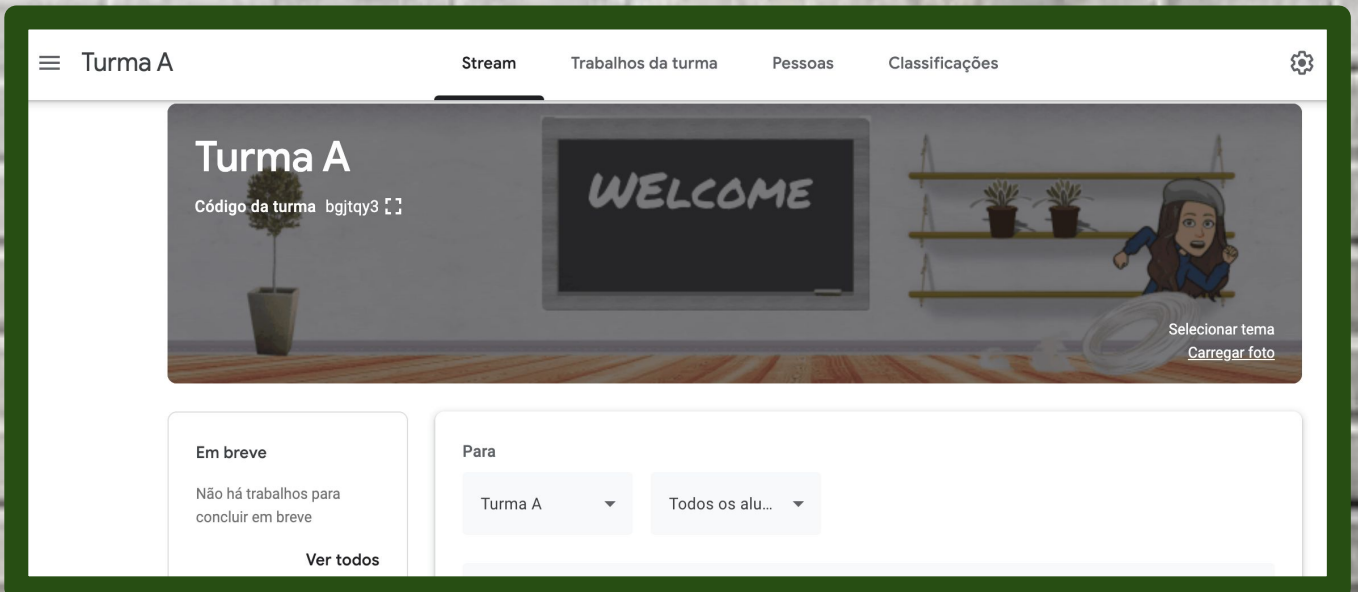 Turma A
Stream
Trabalhos da turma
Pessoas
Classificações
Turma A
Código da turma bgjtqy3
WELCOME
Selecionar tema
Carregar foto
Em breve
Não há trabalhos para
concluir em breve
Ver todos
Para
Turma A
Todos os alu...